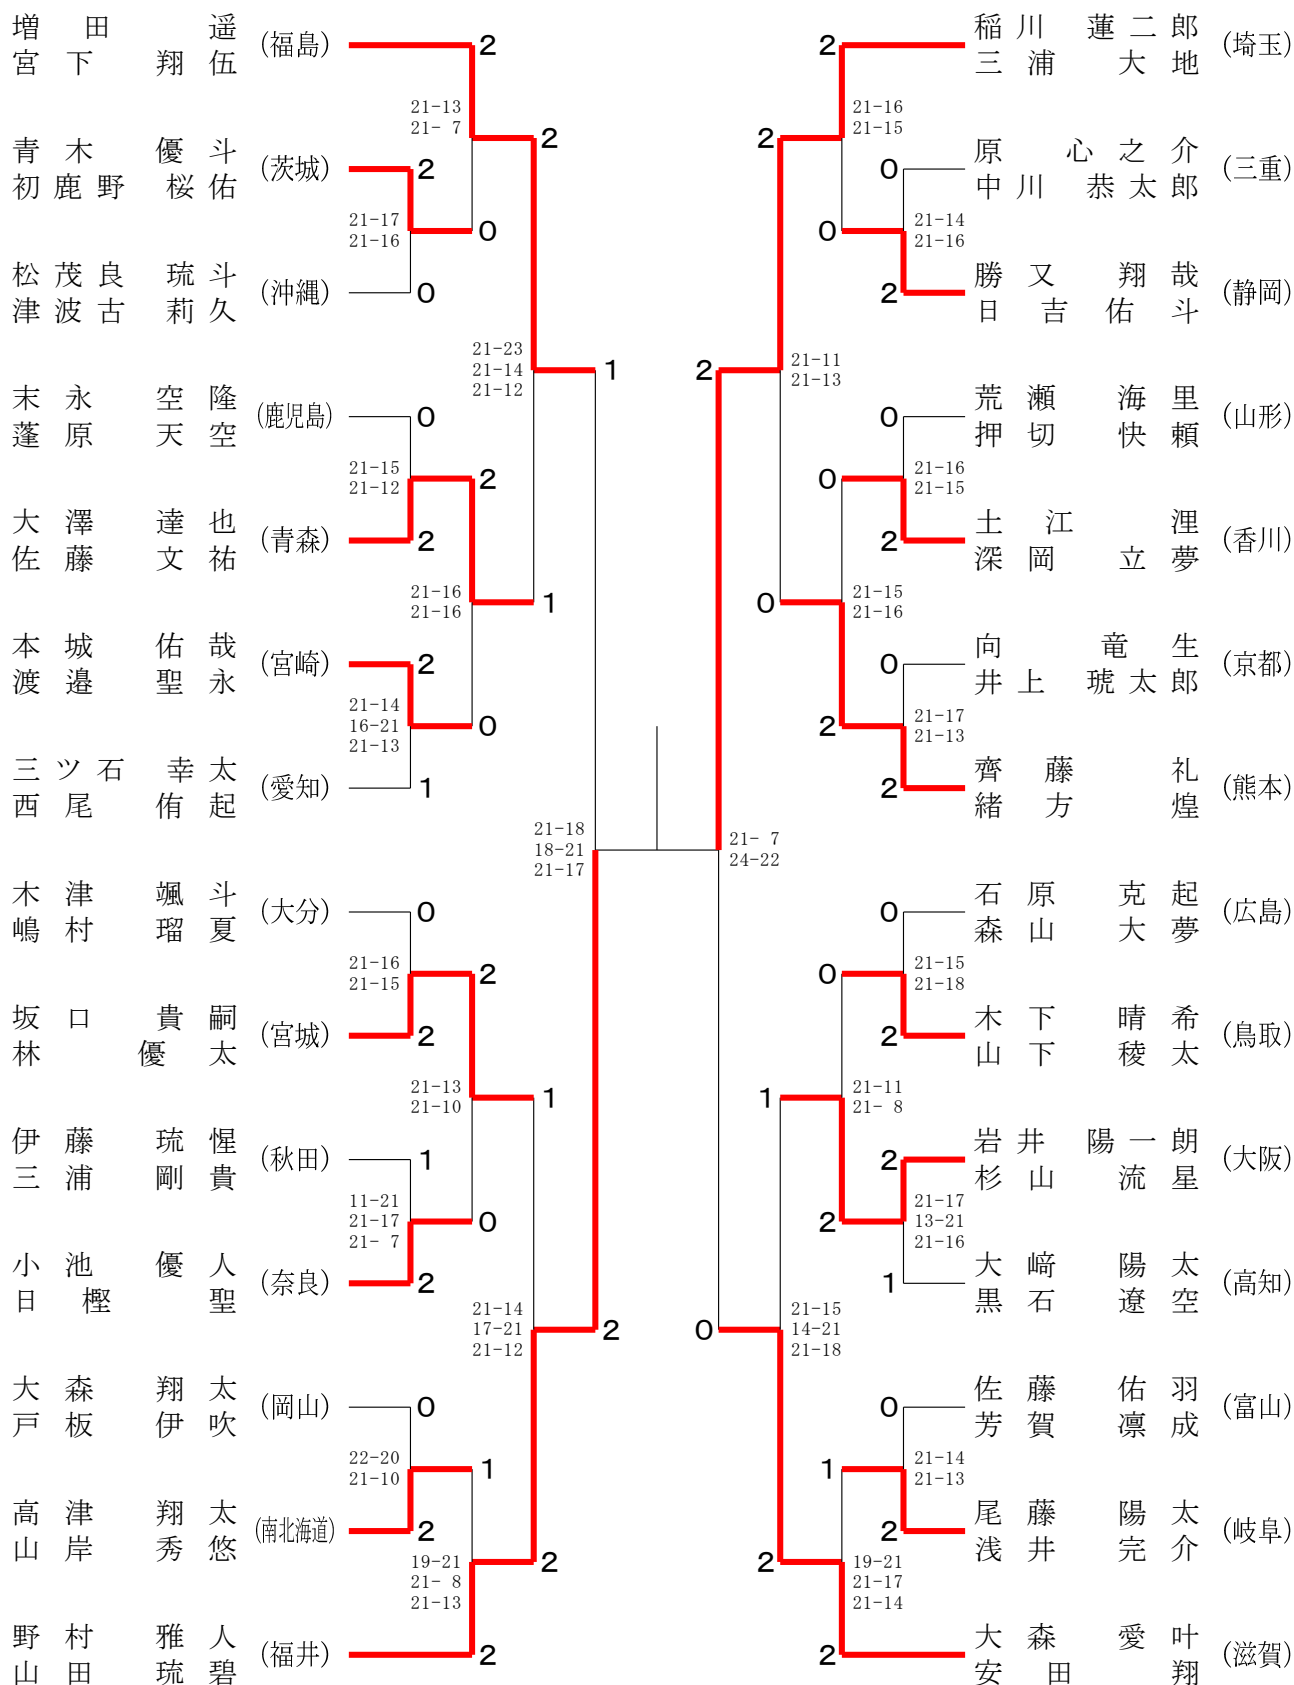 増田 遥
宮下 翔伍
(福島)
2
21-13
21- 7
2
青木 優斗
初鹿野 桜佑
(茨城)
2
21-17
21-16
0
松茂良 琉斗
津波古 莉久
(沖縄)
0
21-23
21-14
21-12
1
末永 空隆
蓬原 天空
(鹿児島)
0
21-15
21-12
2
大澤 達也
佐藤 文祐
(青森)
2
21-16
21-16
1
本城 佑哉
渡邉 聖永
(宮崎)
2
21-14
16-21
21-13
0
三ツ石 幸太
西尾 侑起
(愛知)
1
21-18
18-21
21-17
木津 颯斗
嶋村 瑠夏
(大分)
0
21-16
21-15
2
坂口 貴嗣
林 優太
(宮城)
2
21-13
21-10
1
伊藤 琉惺
三浦 剛貴
(秋田)
1
11-21
21-17
21- 7
0
小池 優人
日樫 聖
(奈良)
2
21-14
17-21
21-12
2
大森 翔太
戸板 伊吹
(岡山)
0
22-20
21-10
1
高津 翔太
山岸 秀悠
(南北海道)
2
19-21
21- 8
21-13
2
野村 雅人
山田 琉碧
(福井)
2
稲川 蓮二郎
三浦 大地
(埼玉)
2
21-16
21-15
2
原 心之介
中川 恭太郎
(三重)
0
21-14
21-16
0
勝又 翔哉
日吉 佑斗
(静岡)
2
21-11
21-13
2
荒瀬 海里
押切 快頼
(山形)
0
21-16
21-15
0
土江 浬
深岡 立夢
(香川)
2
21-15
21-16
0
向 竜生
井上 琥太郎
(京都)
0
21-17
21-13
2
齊藤 礼
緒方 煌
(熊本)
2
21- 7
24-22
石原 克起
森山 大夢
(広島)
0
21-15
21-18
0
木下 晴希
山下 稜太
(鳥取)
2
21-11
21- 8
1
岩井 陽一朗
杉山 流星
(大阪)
2
21-17
13-21
21-16
2
大﨑 陽太
黒石 遼空
(高知)
1
21-15
14-21
21-18
0
佐藤 佑羽
芳賀 凛成
(富山)
0
21-14
21-13
1
尾藤 陽太
浅井 完介
(岐阜)
2
19-21
21-17
21-14
2
大森 愛叶
安田 翔
(滋賀)
2